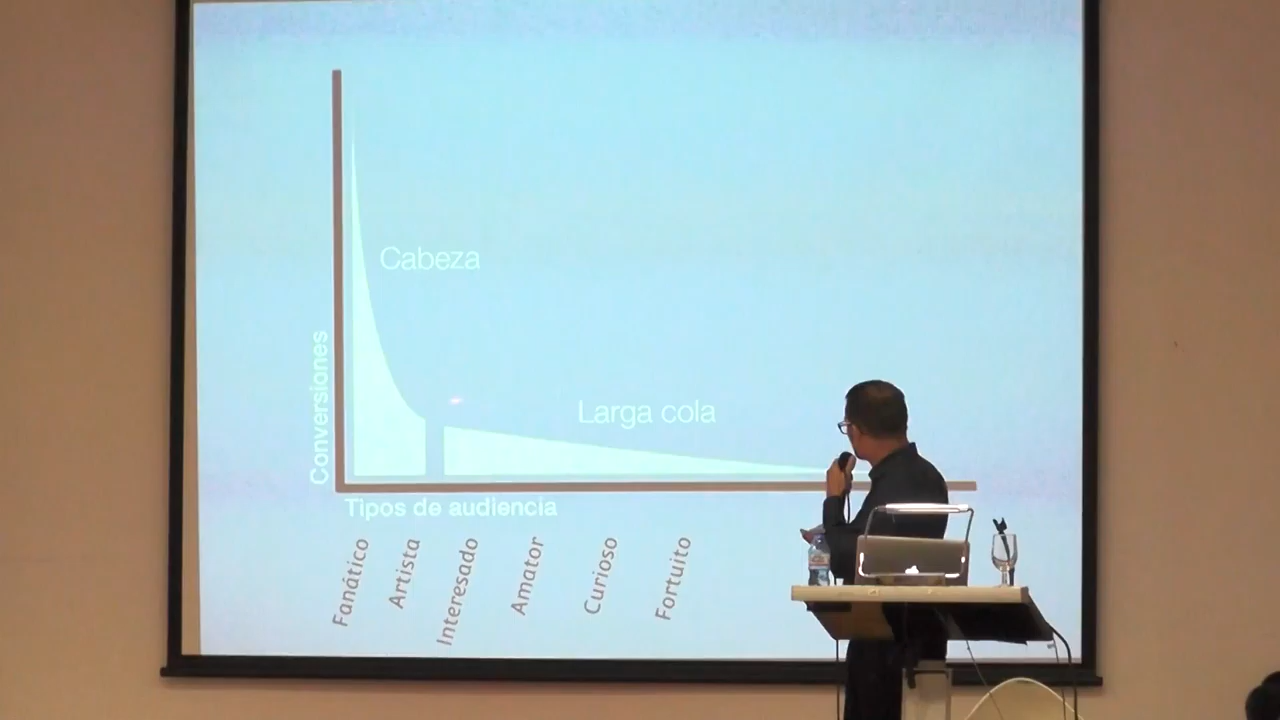 Cabeza
Conversiones
Larga cola
Tipos de audiencia
Fanático
Artista
Interesado
Amator
Curioso
Fortuito